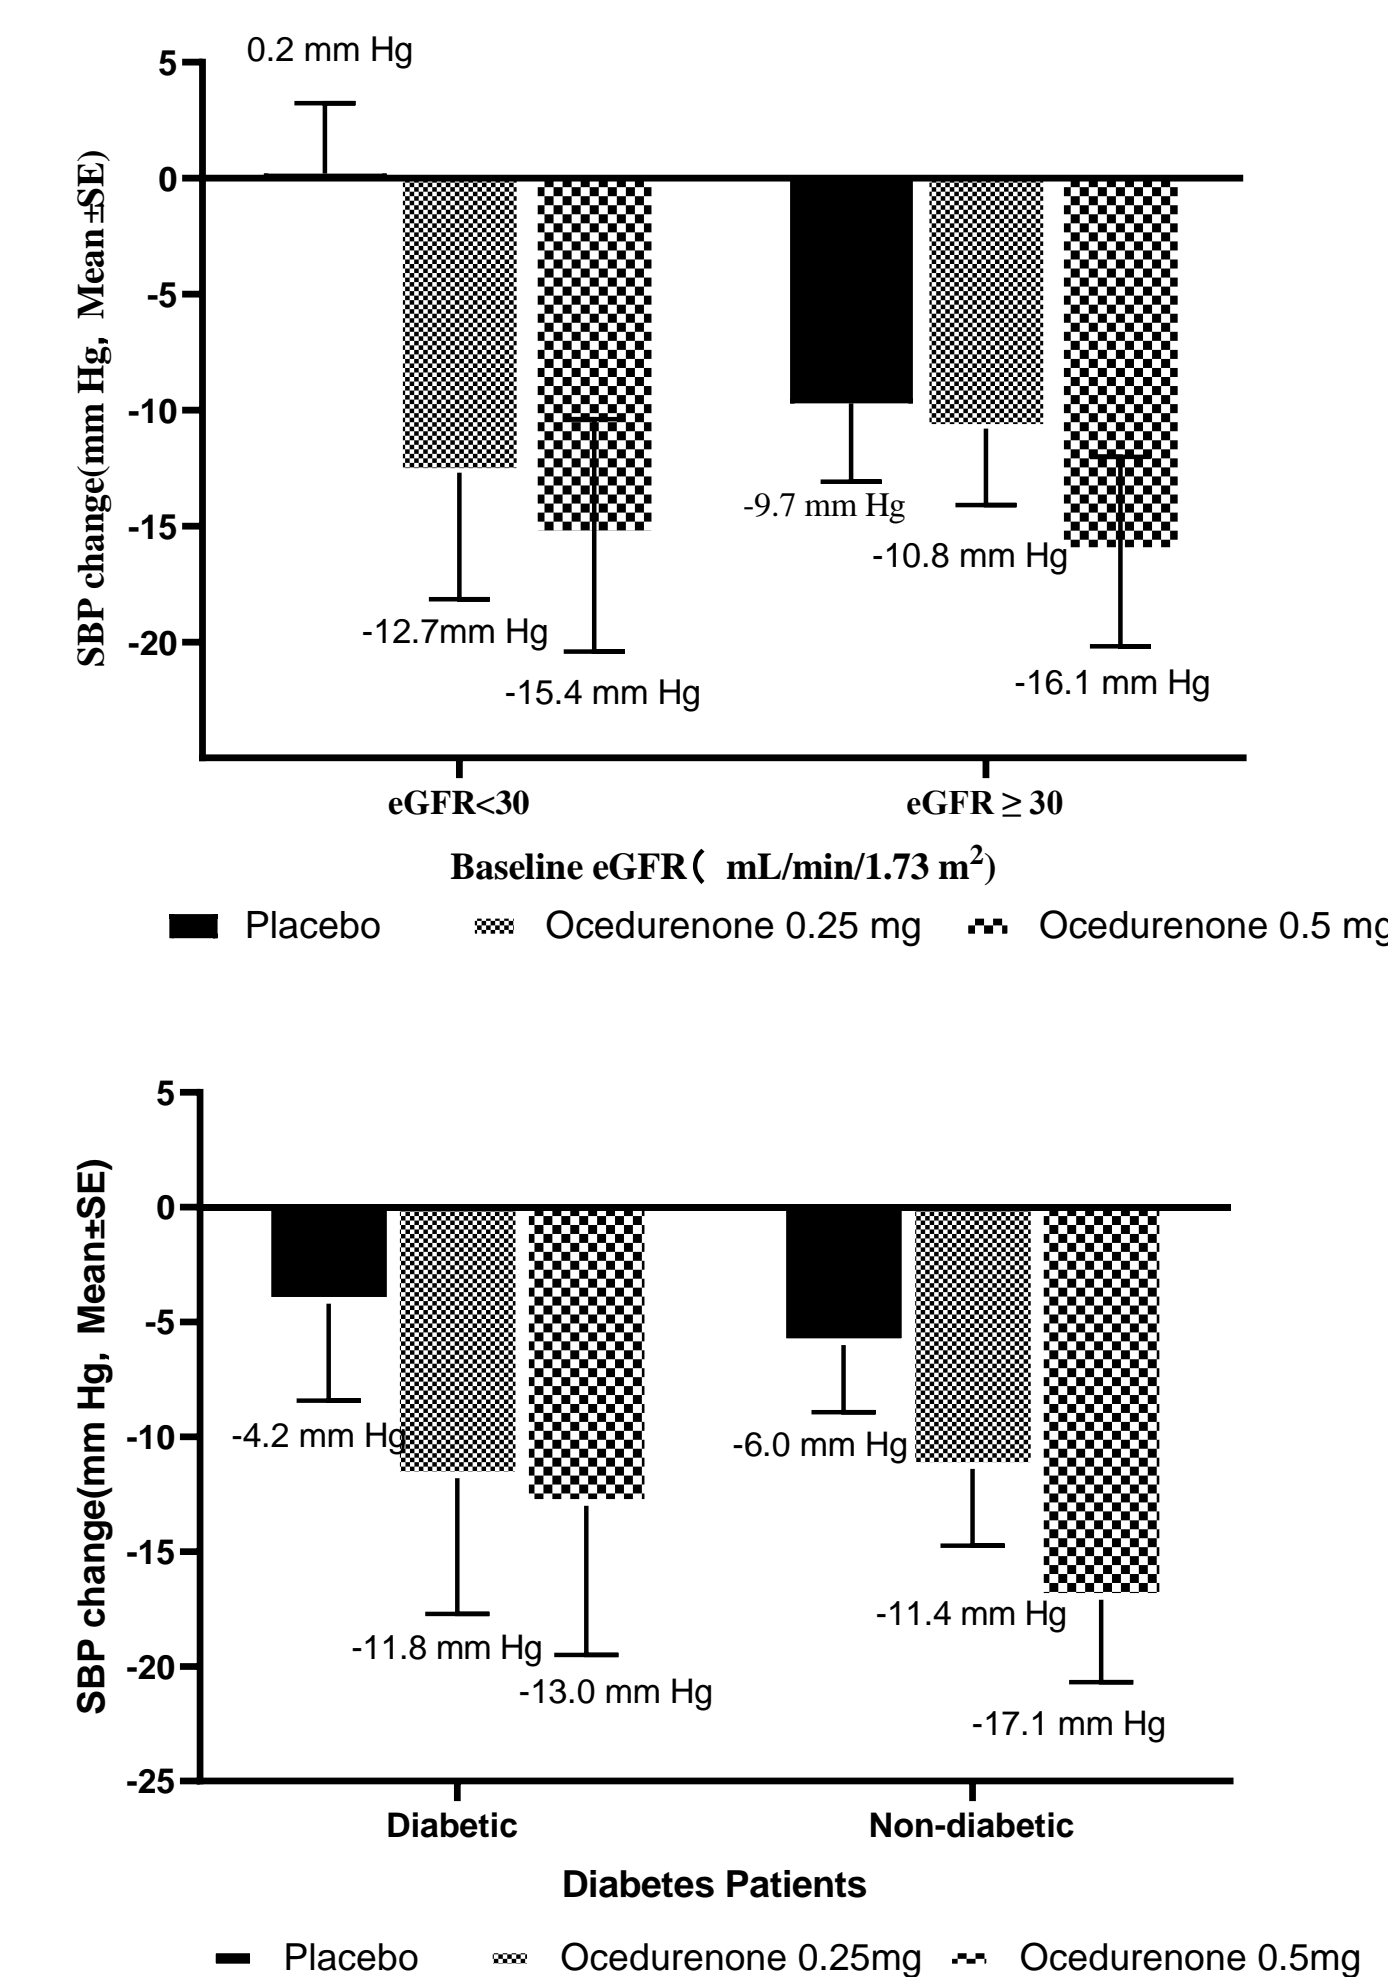 0.2 mm Hg
5
0
-5
-10
-15
-20
SBP change(mm Hg, Mean±SE)
-9.7 mm Hg
-10.8 mm Hg
-12.7mm Hg
-15.4 mm Hg
-16.1 mm Hg
eGFR<30 eGFR ≥ 30
Baseline eGFR( mL/min/1.73 m²)
Placebo Ocedurenone 0.25 mg Ocedurenone 0.5 mg
5
0
-5
-10
-15
-20
-25
SBP change(mm Hg, Mean±SE)
-4.2 mm Hg
-6.0 mm Hg
-11.8 mm Hg
-11.4 mm Hg
-13.0 mm Hg
-17.1 mm Hg
Diabetic Non-diabetic
Diabetes Patients
Placebo Ocedurenone 0.25mg Ocedurenone 0.5mg